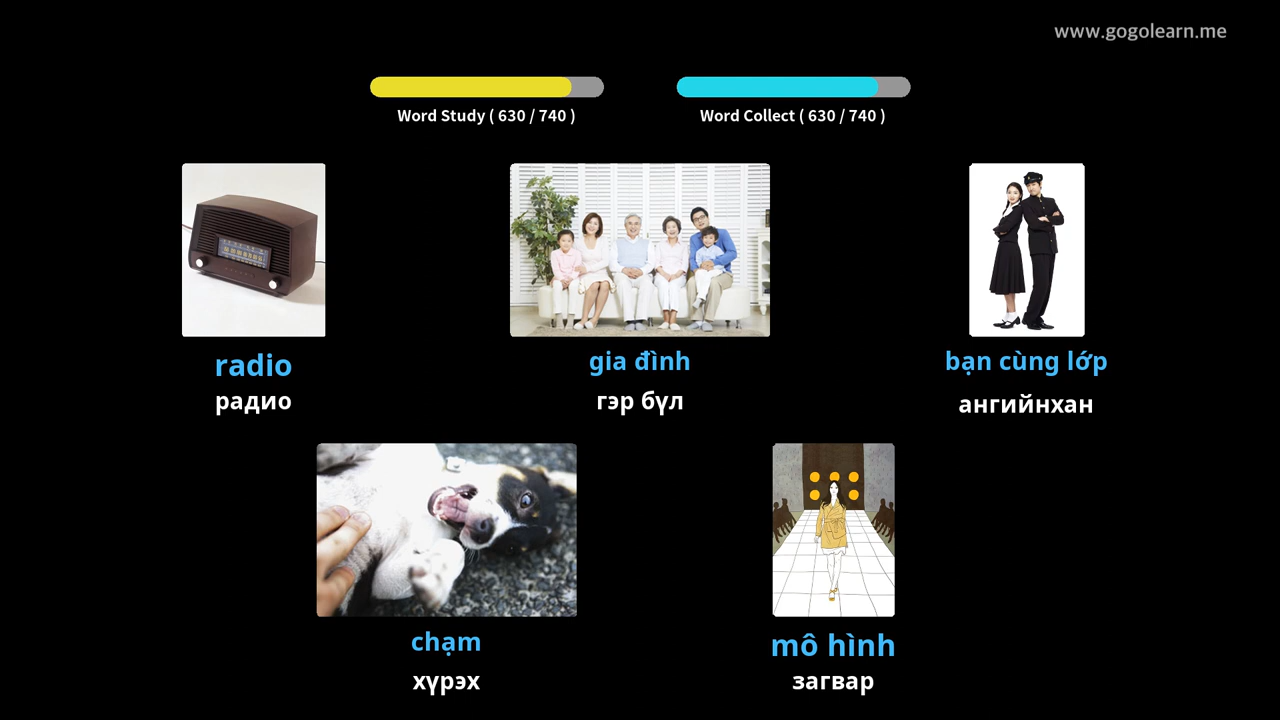 www.gogolearn.me
Word Study ( 630 / 740 )
Word Collect ( 630 / 740 )
radio
радио
gia đình
гэр бүл
bạn cùng lớp
ангийнхан
chạm
хүрэх
mô hình
загвар